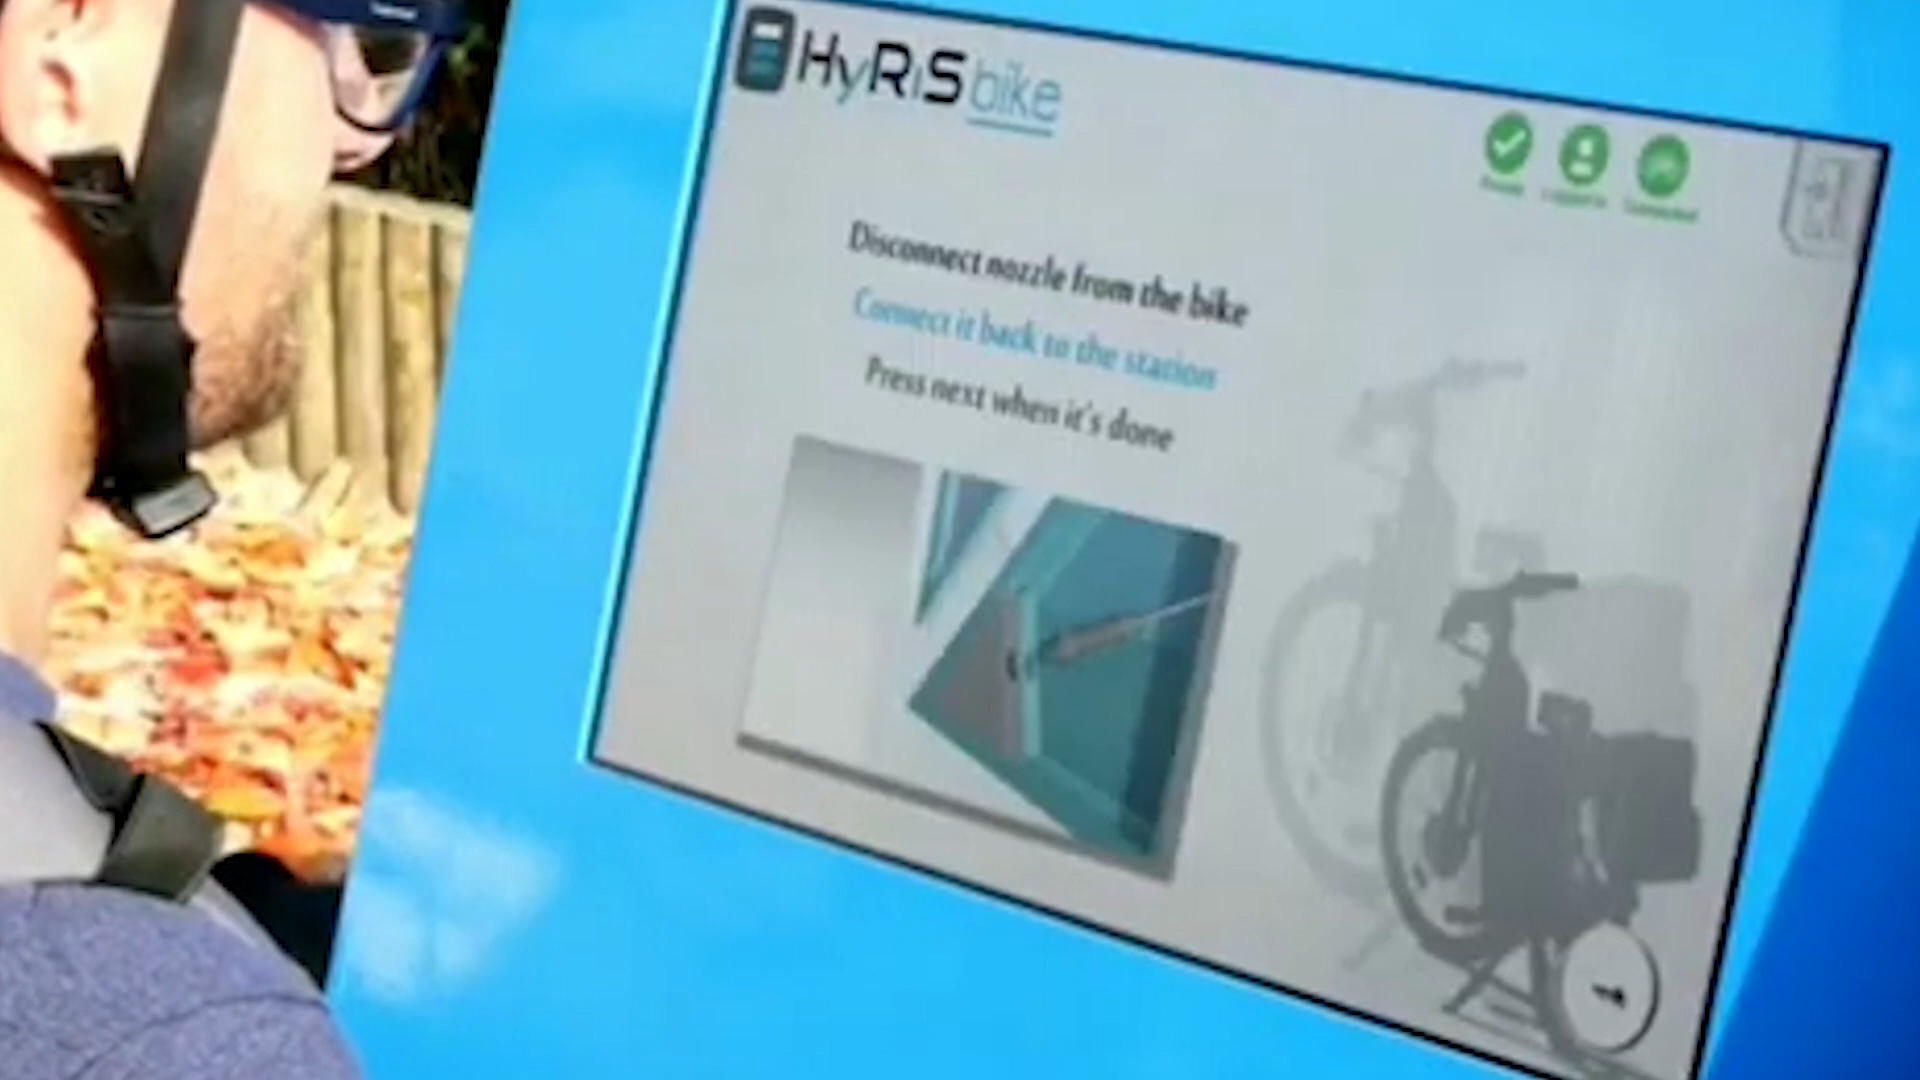 HyRiS bike
Disconnect nozzle from the bike
Connect it back to the station
Press next when it's done